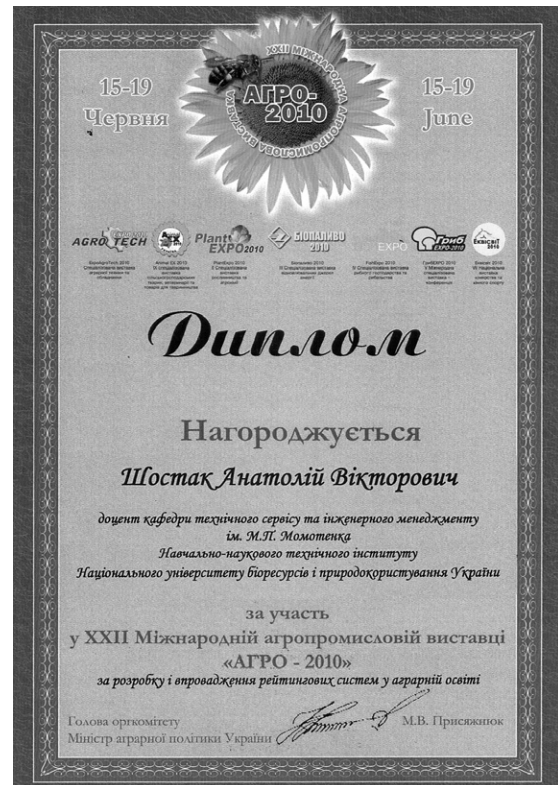 XXII МІЖНАРОДНА АГРОПРОМИСЛОВА ВИСТАВКА
АГРО-
2010
15-19
Червня
15-19
June
AGROTECH
Plant
EXPO2010
БІОПАЛИВО
2010
EXPO
Гриб
EXPO-2010
ЕКВІСВІТ
2010
Диплом
Нагороджується
Шостак Анатолій Вікторович
доцент кафедри технічного сервісу та інженерного менеджменту
ім. М.П. Момотенка
Навчально-наукового технічного інституту
Національного університету біоресурсів і природокористування України
за участь
у XXII Міжнародній агропромисловій виставці
«АГРО - 2010»
за розробку і впровадження рейтингових систем у аграрній освіті
Голова оргкомітету
Міністр аграрної політики України
М.В. Присяжнюк